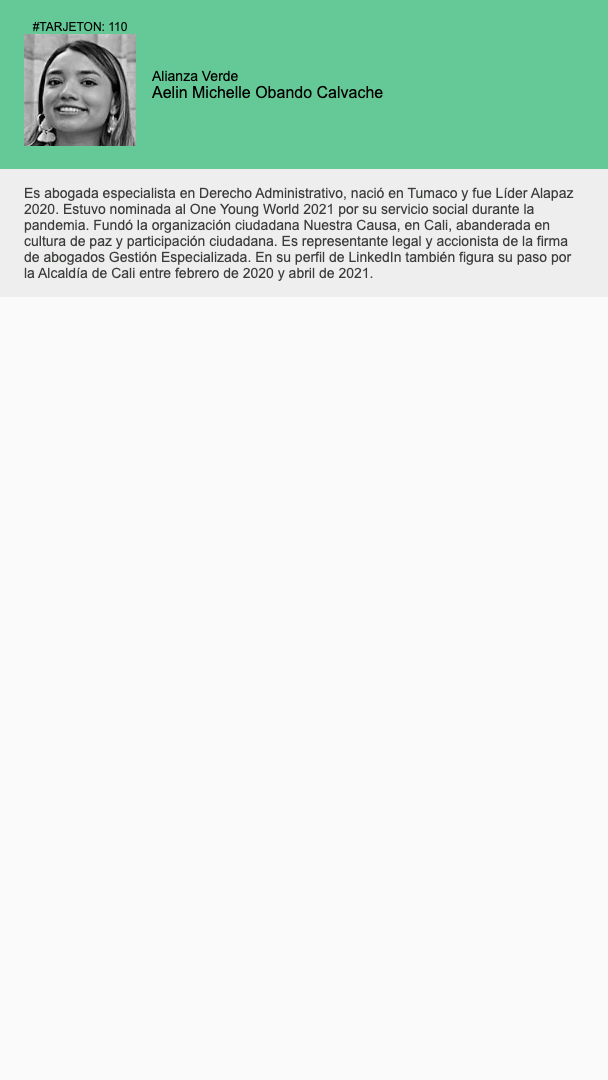 #TARJETON: 110
Alianza Verde
Aelin Michelle Obando Calvache
Es abogada especialista en Derecho Administrativo, nació en Tumaco y fue Líder Alapaz
2020. Estuvo nominada al One Young World 2021 por su servicio social durante la
pandemia. Fundó la organización ciudadana Nuestra Causa, en Cali, abanderada en
cultura de paz y participación ciudadana. Es representante legal y accionista de la firma
de abogados Gestión Especializada. En su perfil de LinkedIn también figura su paso por
la Alcaldía de Cali entre febrero de 2020 y abril de 2021.